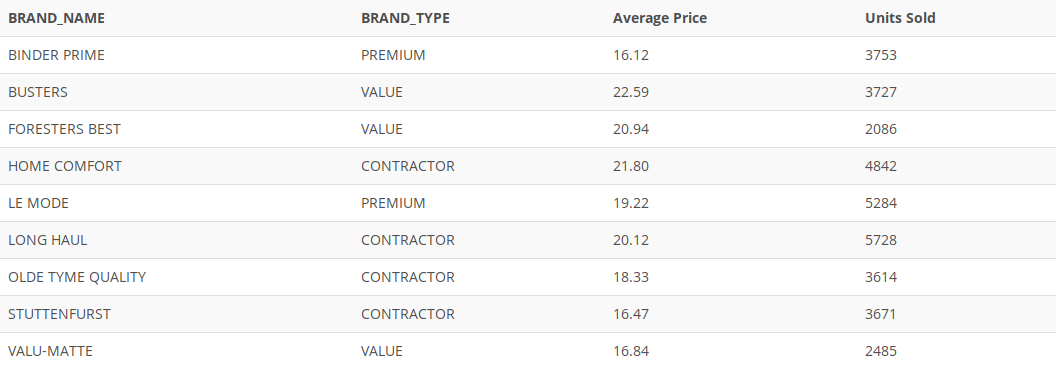 BRAND_NAME BRAND_TYPE Average Price Units Sold
BINDER PRIME PREMIUM 16.12 3753
BUSTERS VALUE 22.59 3727
FORESTERS BEST VALUE 20.94 2086
HOME COMFORT CONTRACTOR 21.80 4842
LE MODE PREMIUM 19.22 5284
LONG HAUL CONTRACTOR 20.12 5728
OLDE TYME QUALITY CONTRACTOR 18.33 3614
STUTTENFURST CONTRACTOR 16.47 3671
VALU-MATTE VALUE 16.84 2485